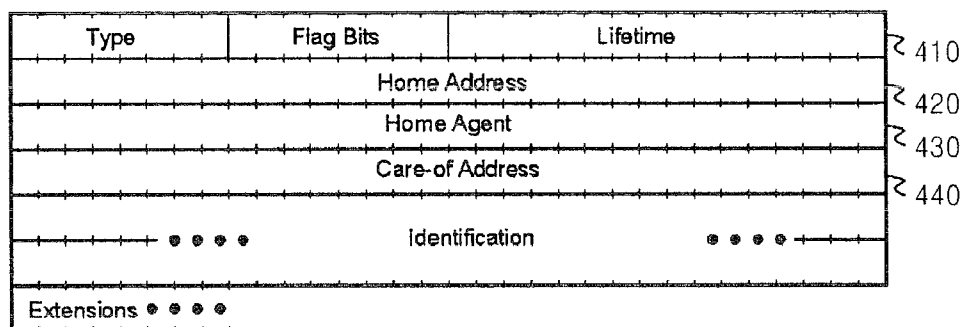 Type Flag Bits Lifetime 410
Home Address 420
Home Agent 430
Care-of Address 440
Identification
Extensions